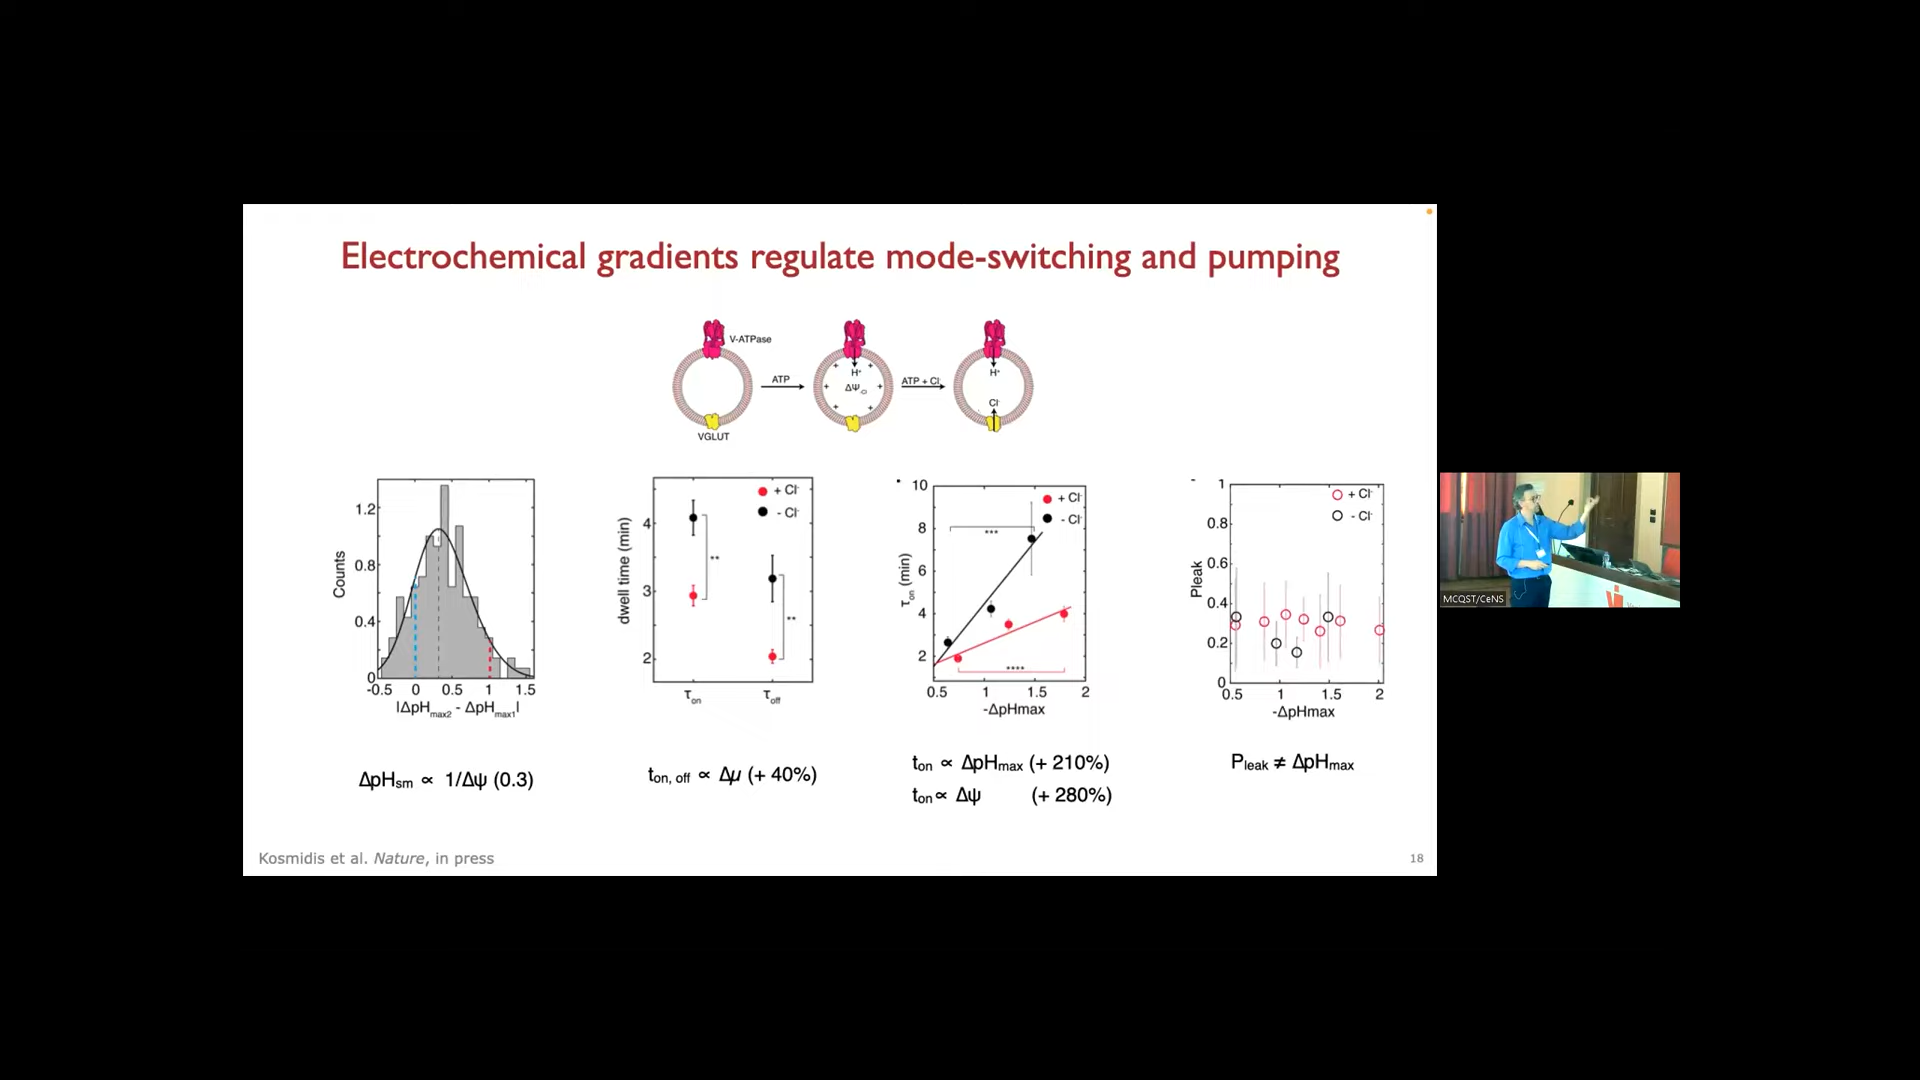 Electrochemical gradients regulate mode-switching and pumping
V-ATPase
VGLUT
ATP
H⁺
ΔΨ-Cl
+ + + + + +
ATP + Cl⁻
H⁺
Cl⁻
Counts
1.2
0.8
0.4
0
-0.5 0 0.5 1 1.5
|ΔpHmax2 - ΔpHmax1|
dwell time (min)
4
3
2
+ Cl⁻
- Cl⁻
**
**
τon τoff
τon (min)
10
8
6
4
2
+ Cl⁻
- Cl⁻
***
****
0.5 1 1.5 2
-ΔpHmax
Pleak
1
0.8
0.6
0.4
0.2
0
+ Cl⁻
- Cl⁻
0.5 1 1.5 2
-ΔpHmax
ΔpHsm ∝ 1/Δψ (0.3)
ton, off ∝ Δμ (+ 40%)
ton ∝ ΔpHmax (+ 210%)
ton ∝ Δψ (+ 280%)
Pleak ≠ ΔpHmax
Kosmidis et al. Nature, in press
18
MCQST/CeNS